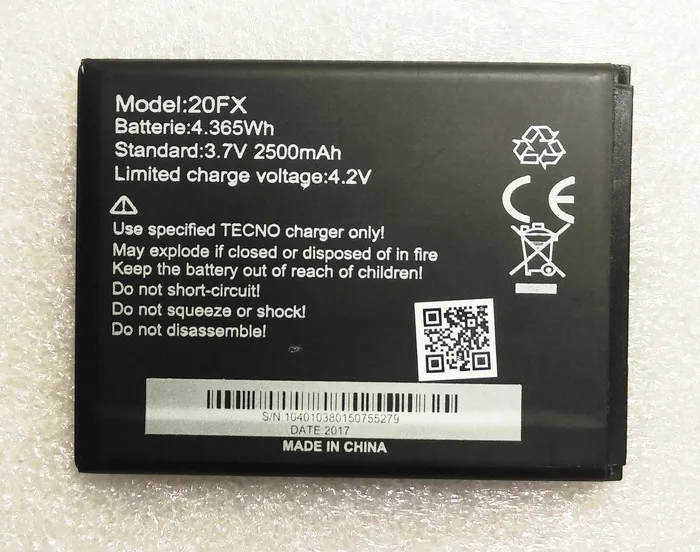 Model:20FX
Batterie:4.365Wh
Standard:3.7V 2500mAh
Limited charge voltage:4.2V
Use specified TECNO charger only!
May explode if closed or disposed of in fire
Keep the battery out of reach of children!
Do not short-circuit!
Do not squeeze or shock!
Do not disassemble!
CE
S/N.104010380150755279
DATE 2017
MADE IN CHINA